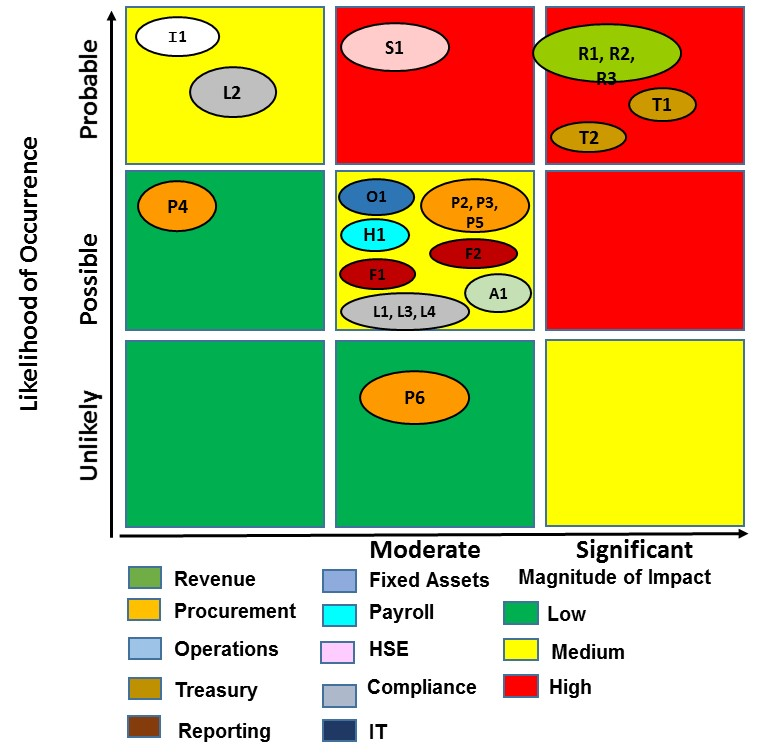 Likelihood of Occurrence
Probable
I1
L2
S1
R1, R2,
R3
T1
T2
Possible
P4
O1
P2, P3,
P5
H1
F2
F1
A1
L1, L3, L4
Unlikely
P6
Moderate
Significant
Magnitude of Impact
Revenue
Procurement
Operations
Treasury
Reporting
Fixed Assets
Payroll
HSE
Compliance
IT
Low
Medium
High